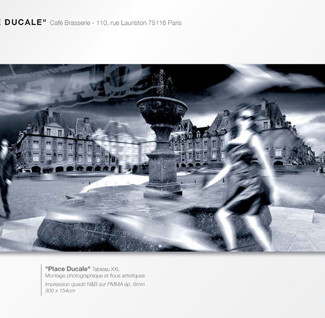 E DUCALE" Café Brasserie - 110, rue Lauriston 75116 Paris
"Place Ducale" Tableau XXL
Montage photographique et flous artistiques
Impression quadri N&B sur PMMA ép. 6mm
300 x 154cm